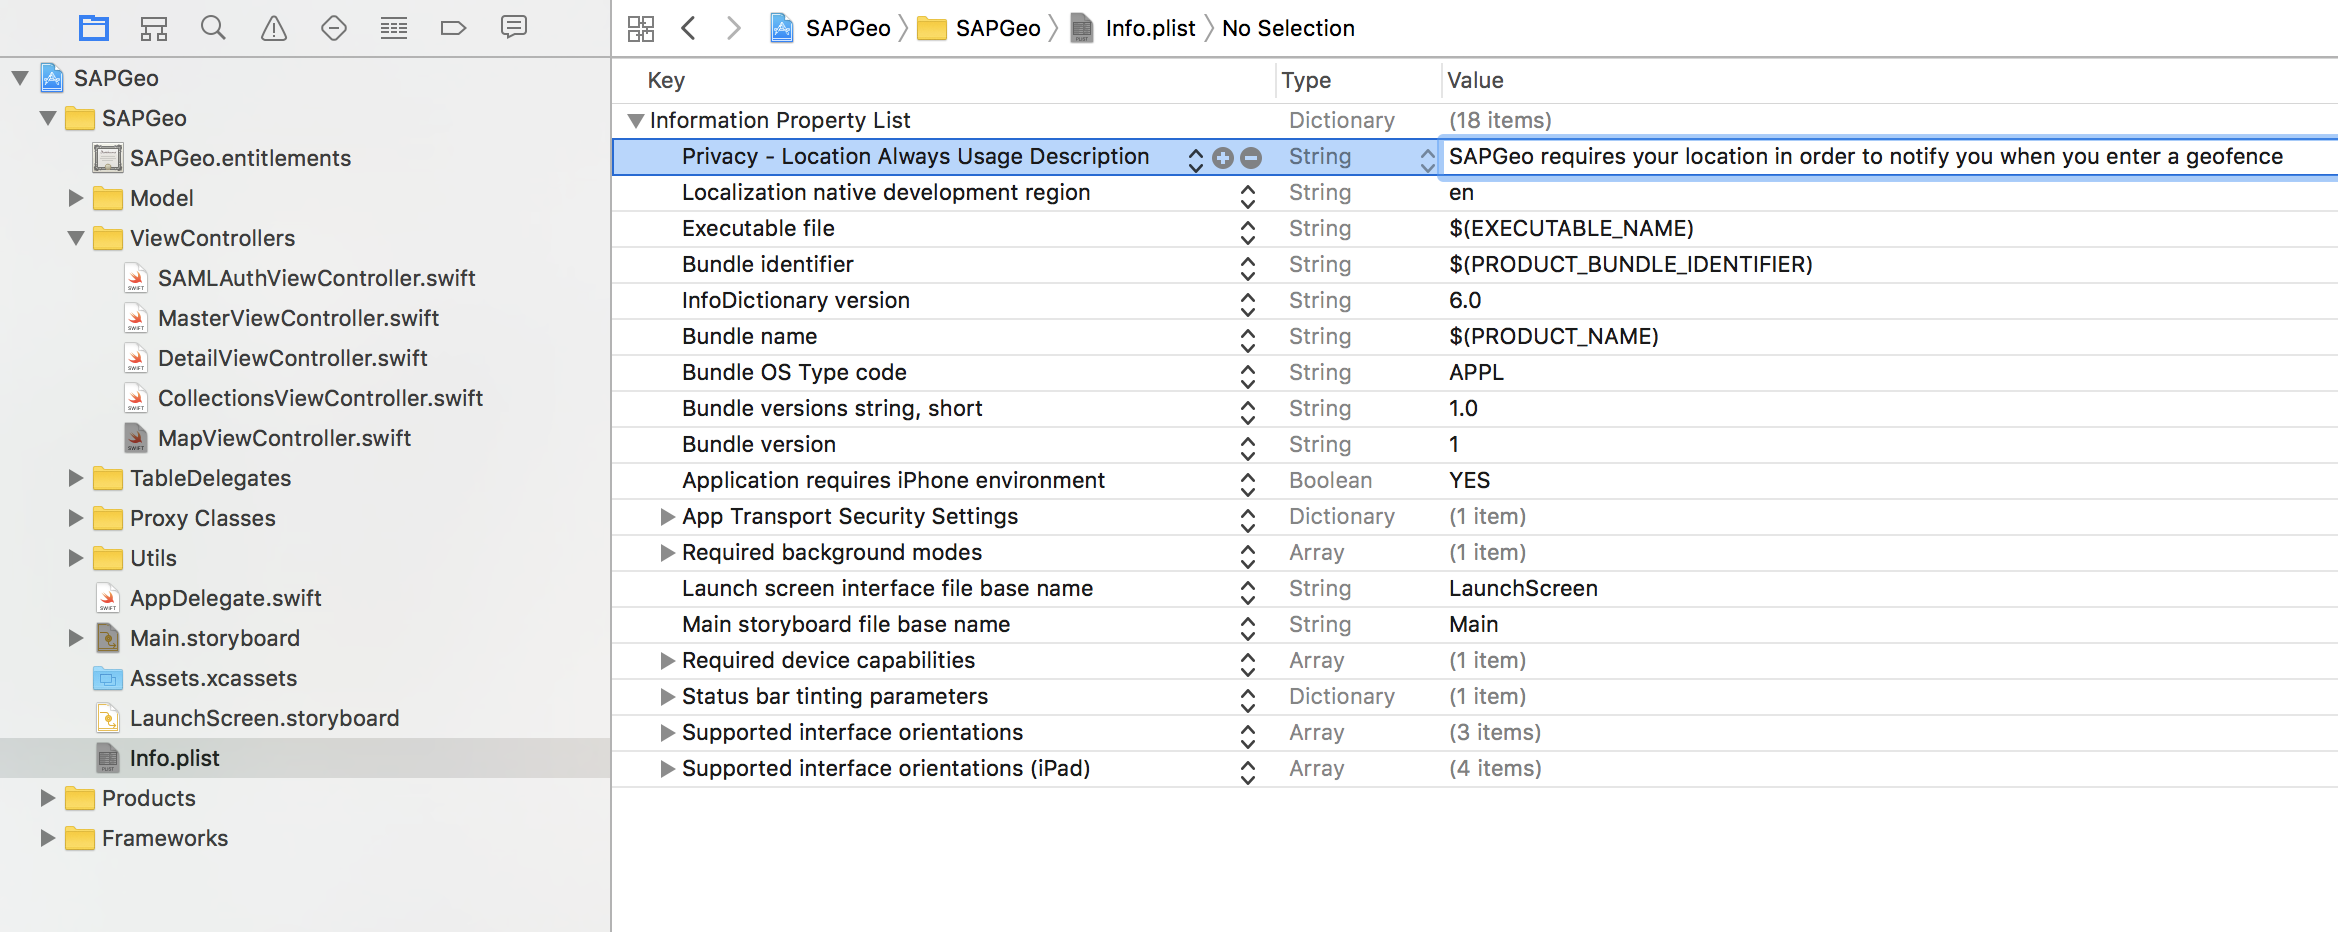 SAPGeo
SAPGeo
SAPGeo.entitlements
Model
ViewControllers
SAMLAuthViewController.swift
MasterViewController.swift
DetailViewController.swift
CollectionsViewController.swift
MapViewController.swift
TableDelegates
Proxy Classes
Utils
AppDelegate.swift
Main.storyboard
Assets.xcassets
LaunchScreen.storyboard
Info.plist
Products
Frameworks
SAPGeo SAPGeo Info.plist No Selection
Key Type Value
Information Property List Dictionary (18 items)
Privacy - Location Always Usage Description String SAPGeo requires your location in order to notify you when you enter a geofence
Localization native development region String en
Executable file String $(EXECUTABLE_NAME)
Bundle identifier String $(PRODUCT_BUNDLE_IDENTIFIER)
InfoDictionary version String 6.0
Bundle name String $(PRODUCT_NAME)
Bundle OS Type code String APPL
Bundle versions string, short String 1.0
Bundle version String 1
Application requires iPhone environment Boolean YES
App Transport Security Settings Dictionary (1 item)
Required background modes Array (1 item)
Launch screen interface file base name String LaunchScreen
Main storyboard file base name String Main
Required device capabilities Array (1 item)
Status bar tinting parameters Dictionary (1 item)
Supported interface orientations Array (3 items)
Supported interface orientations (iPad) Array (4 items)